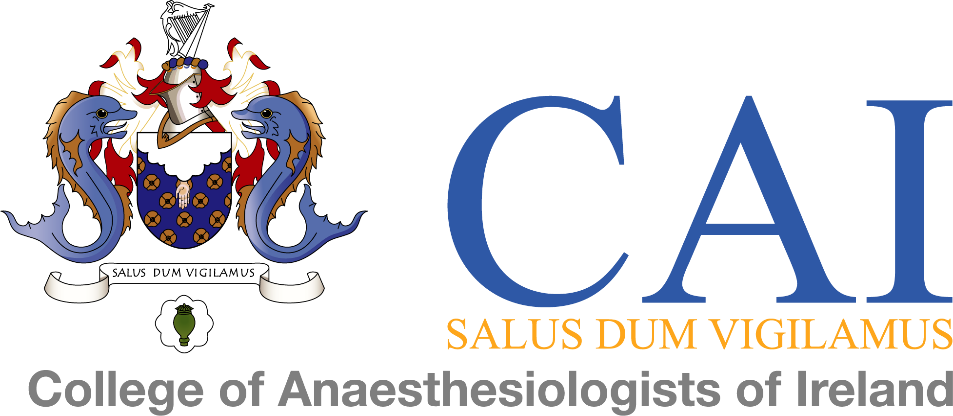 SALUS DUM VIGILAMUS
CAI
SALUS DUM VIGILAMUS
College of Anaesthesiologists of Ireland